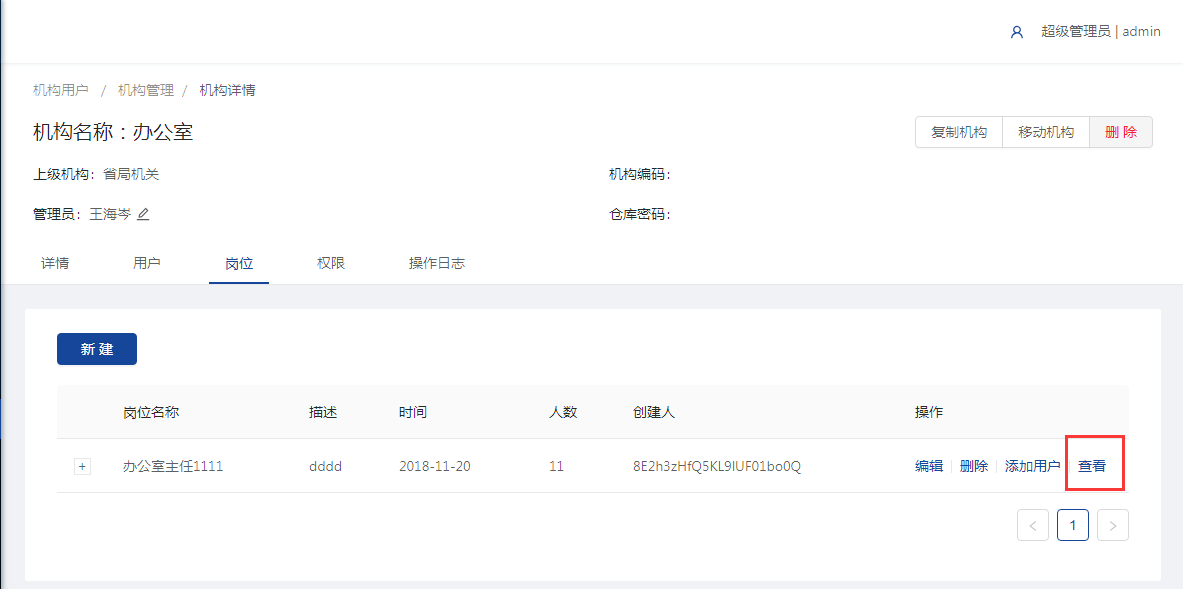 超级管理员 | admin
机构用户 / 机构管理 / 机构详情
机构名称：办公室
复制机构 移动机构 删 除
上级机构： 省局机关 机构编码：
管理员： 王海岑 仓库密码：
详情 用户 岗位 权限 操作日志
新 建
岗位名称 描述 时间 人数 创建人 操作
+ 办公室主任1111 dddd 2018-11-20 11 8E2h3zHfQ5KL9IUF01bo0Q 编辑 删除 添加用户 查看
< 1 >